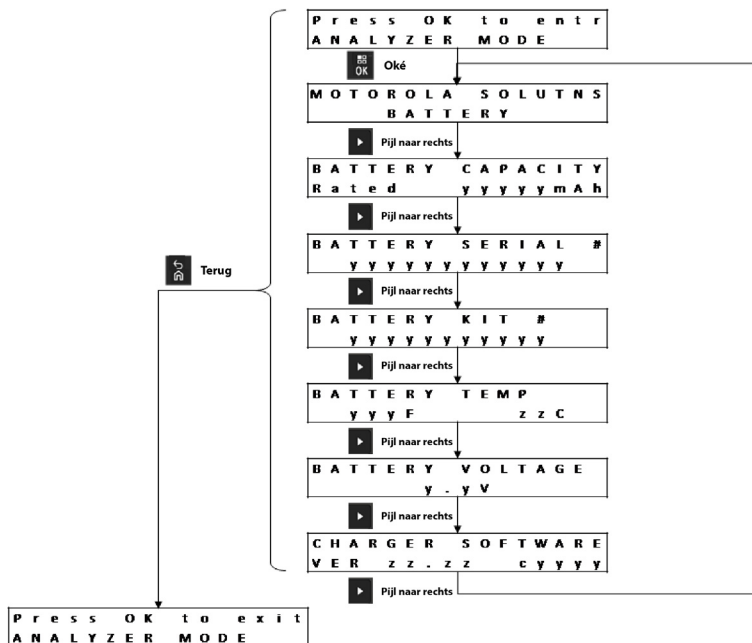 Press OK to entr
ANALYZER MODE
OK Oké
MOTOROLA SOLUTNS
BATTERY
Pijl naar rechts
BATTERY CAPACITY
Rated yyyyymAh
Pijl naar rechts
BATTERY SERIAL #
yyyyyyyyyyyy
Pijl naar rechts
Terug
BATTERY KIT #
yyyyyyyyyyy
Pijl naar rechts
BATTERY TEMP
yyyF zzC
Pijl naar rechts
BATTERY VOLTAGE
y.yV
Pijl naar rechts
CHARGER SOFTWARE
VER zz.zz cyyyy
Pijl naar rechts
Press OK to exit
ANALYZER MODE